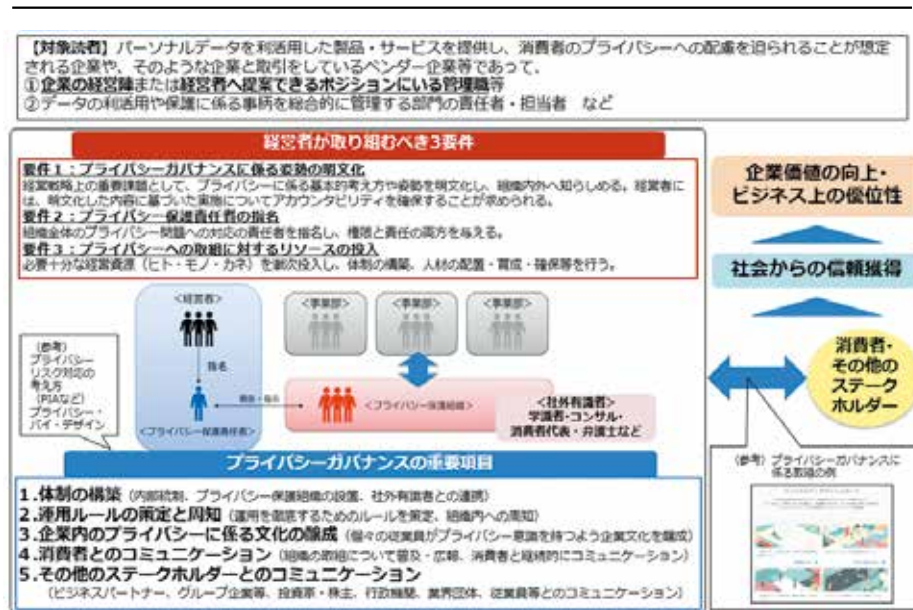 【対象読者】パーソナルデータを利活用した製品・サービスを提供し、消費者のプライバシーへの配慮を迫られることが想定
される企業や、そのような企業と取引をしているベンダー企業等であって、
①企業の経営陣または経営者へ提案できるポジションにいる管理職等
②データの利活用や保護に係る事柄を総合的に管理する部門の責任者・担当者　など
経営者が取り組むべき3要件
要件1:プライバシーガバナンスに係る姿勢の明文化
経営戦略上の重要課題として、プライバシーに係る基本的考え方や姿勢を明文化し、組織内外へ知らしめる。経営者に
は、明文化した内容に基づいた実施についてアカウンタビリティを確保することが求められる。
要件2:プライバシー保護責任者の指名
組織全体のプライバシー問題への対応の責任者を指名し、権限と責任の両方を与える。
要件3:プライバシーへの取組に対するリソースの投入
必要十分な経営資源（ヒト・モノ・カネ）を漸次投入し、体制の構築、人材の配置・育成・確保等を行う。
<経営者>
<事業部>
<事業部>
<事業部>
指名
（参考）
プライバシー
リスク対応の
考え方
（PIAなど）
プライバシー・
バイ・デザイン
<プライバシー保護責任者>
<プライバシー保護組織>
<社外有識者>
学識者・コンサル・
消費者代表・弁護士など
プライバシーガバナンスの重要項目
1.体制の構築（内部統制、プライバシー保護組織の設置、社外有識者との連携）
2.運用ルールの策定と周知（運用を徹底するためのルールを策定、組織内への周知）
3.企業内のプライバシーに係る文化の醸成（個々の従業員がプライバシー意識を持つよう企業文化を醸成）
4.消費者とのコミュニケーション（組織の取組について普及・広報、消費者と継続的にコミュニケーション）
5.その他のステークホルダーとのコミュニケーション
（ビジネスパートナー、グループ企業等、投資家・株主、行政機関、業界団体、従業員等とのコミュニケーション）
企業価値の向上・
ビジネス上の優位性
社会からの信頼獲得
消費者・
その他の
ステーク
ホルダー
（参考）プライバシーガバナンスに
係る取組の例